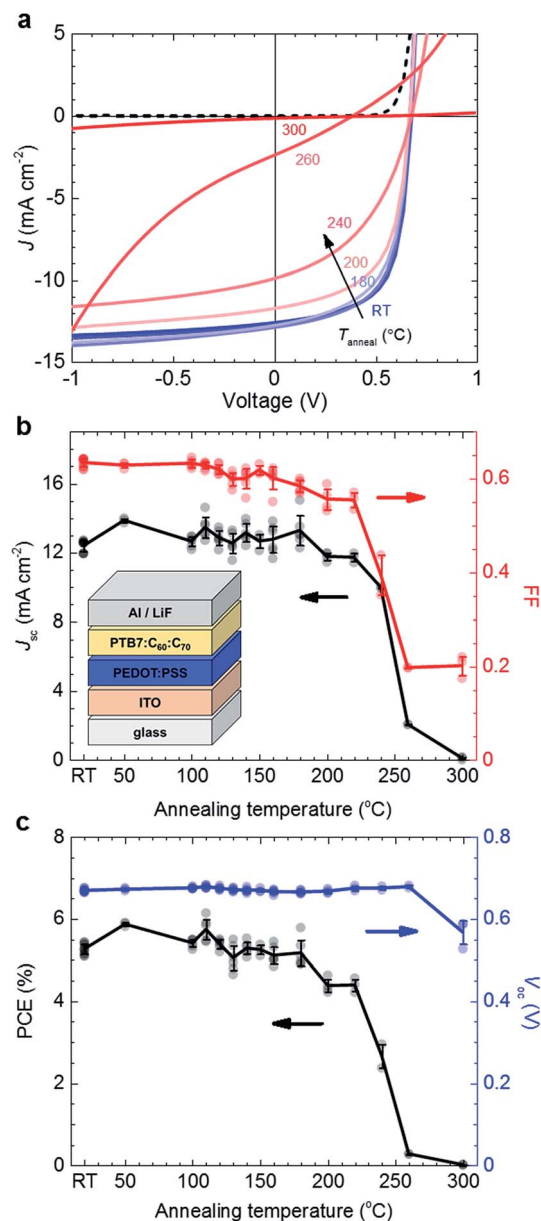 a
5
0
-5
-10
-15
J (mA cm⁻²)
300
260
240
200
180
RT
T_anneal (°C)
-1
-0.5
0
0.5
1
Voltage (V)
b
16
12
8
4
0
J_sc (mA cm⁻²)
0.6
0.4
0.2
0
FF
Al / LiF
PTB7:C₆₀:C₇₀
PEDOT:PSS
ITO
glass
RT 50 100 150 200 250 300
Annealing temperature (°C)
c
8
6
4
2
0
PCE (%)
0.8
0.6
0.4
0.2
0
V_oc (V)
RT 50 100 150 200 250 300
Annealing temperature (°C)